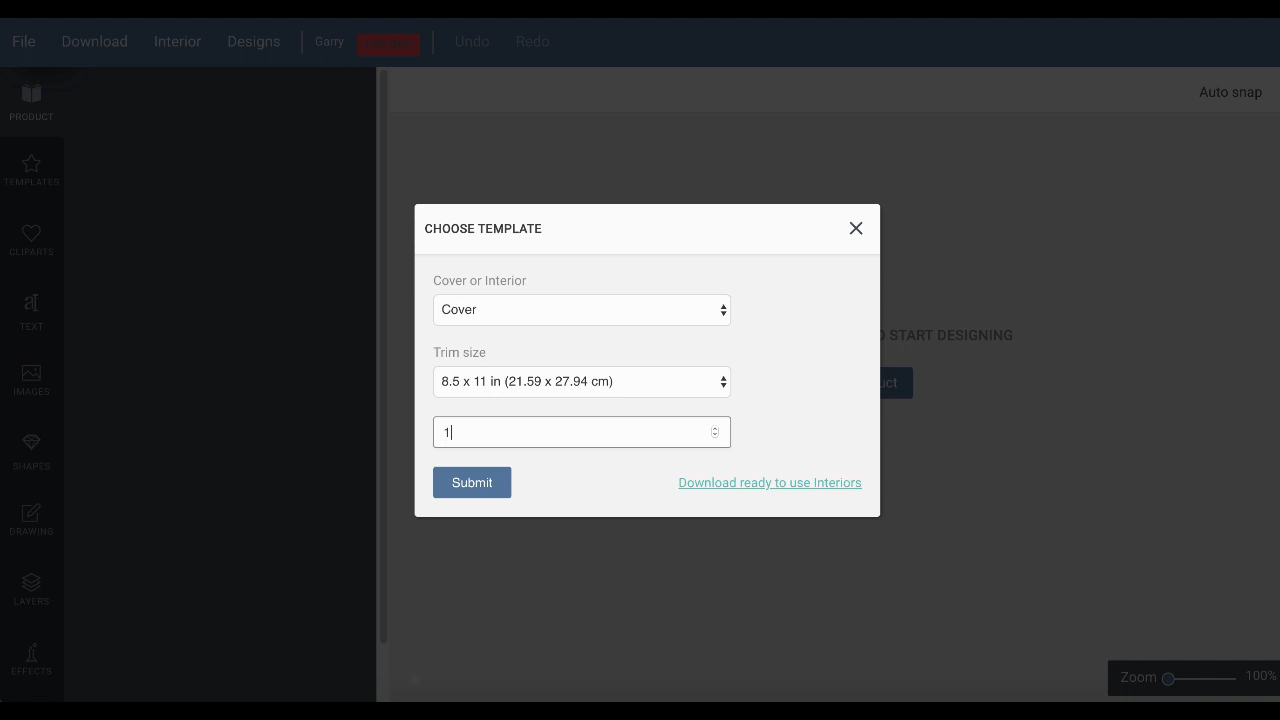 File Download Interior Designs Garry Undo Redo
PRODUCT
Auto snap
TEMPLATES
CLIPARTS
TEXT
IMAGES
SHAPES
DRAWING
LAYERS
EFFECTS
CHOOSE TEMPLATE
Cover or Interior
Cover
Trim size
8.5 x 11 in (21.59 x 27.94 cm)
1
Submit Download ready to use Interiors
START DESIGNING
Zoom 100%